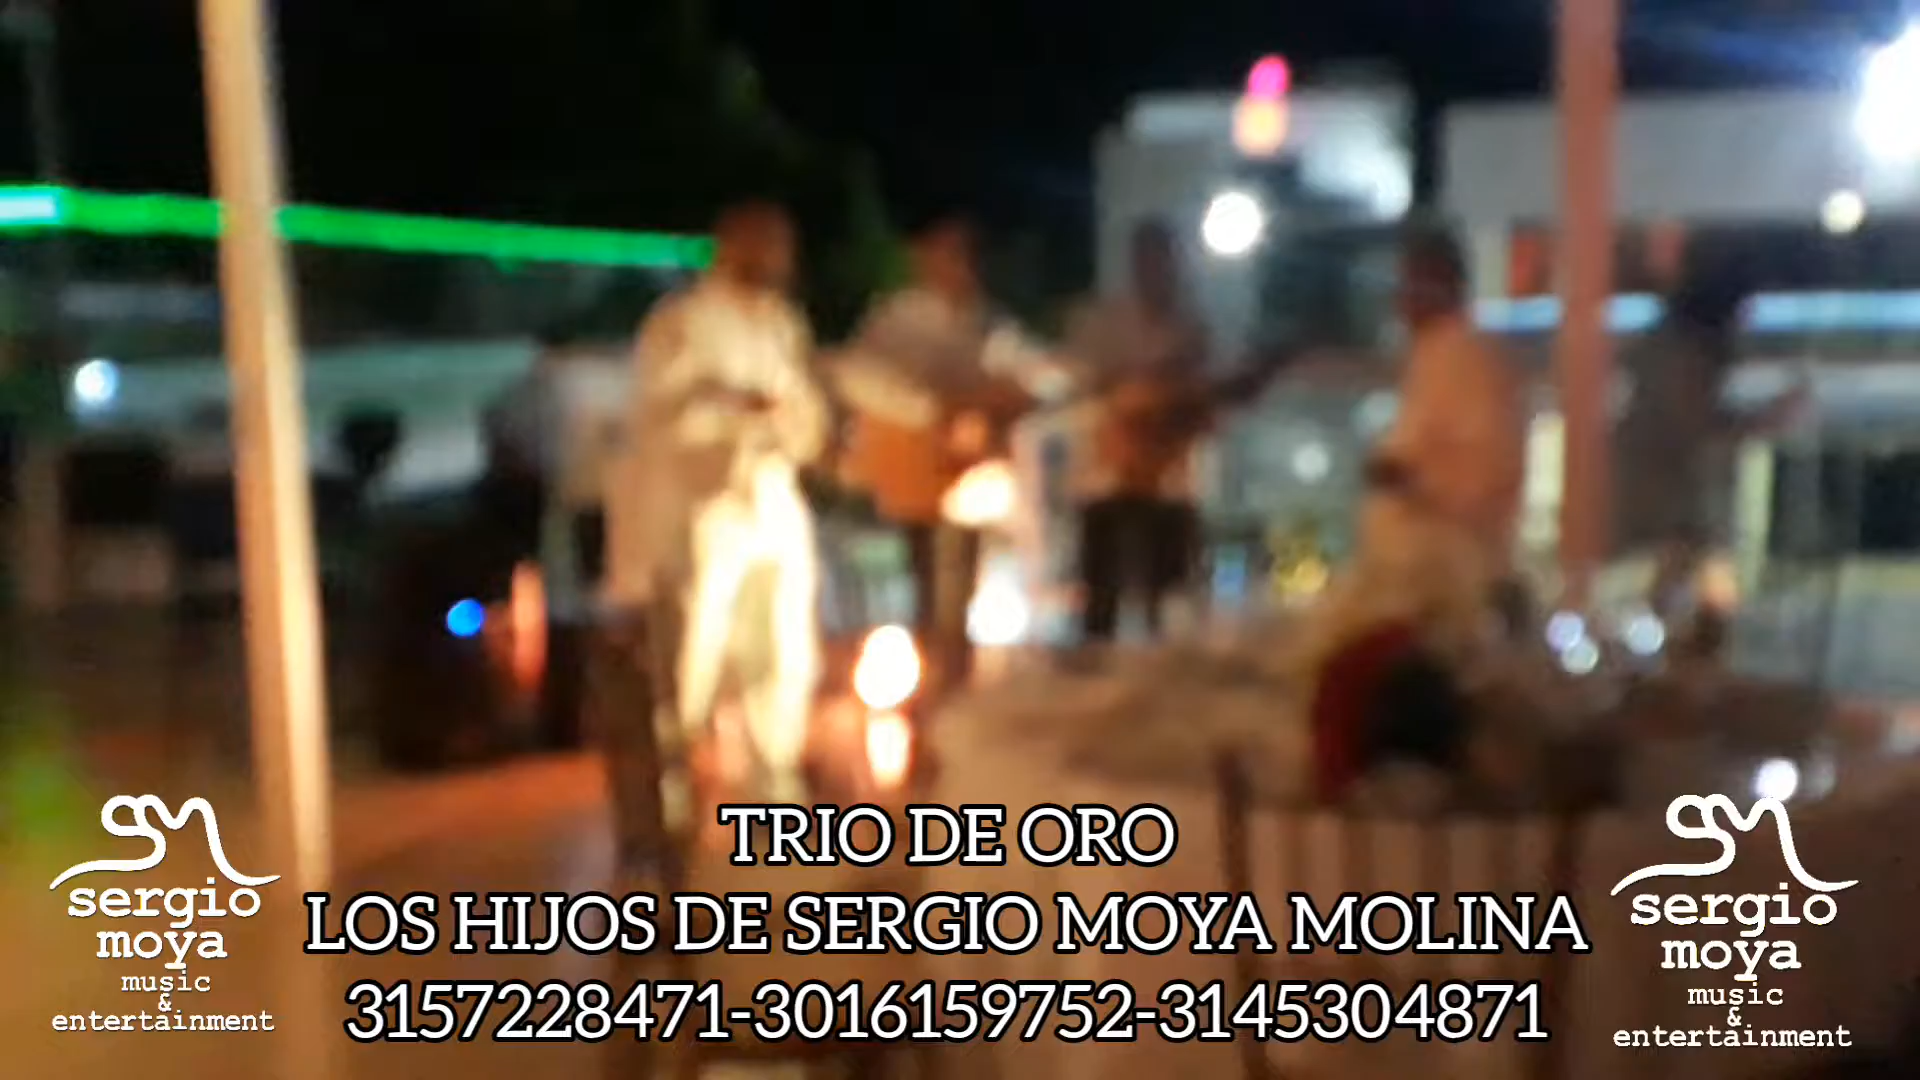 TRIO DE ORO
LOS HIJOS DE SERGIO MOYA MOLINA
3157228471-3016159752-3145304871
sergio
moya
music
&
entertainment
sergio
moya
music
&
entertainment